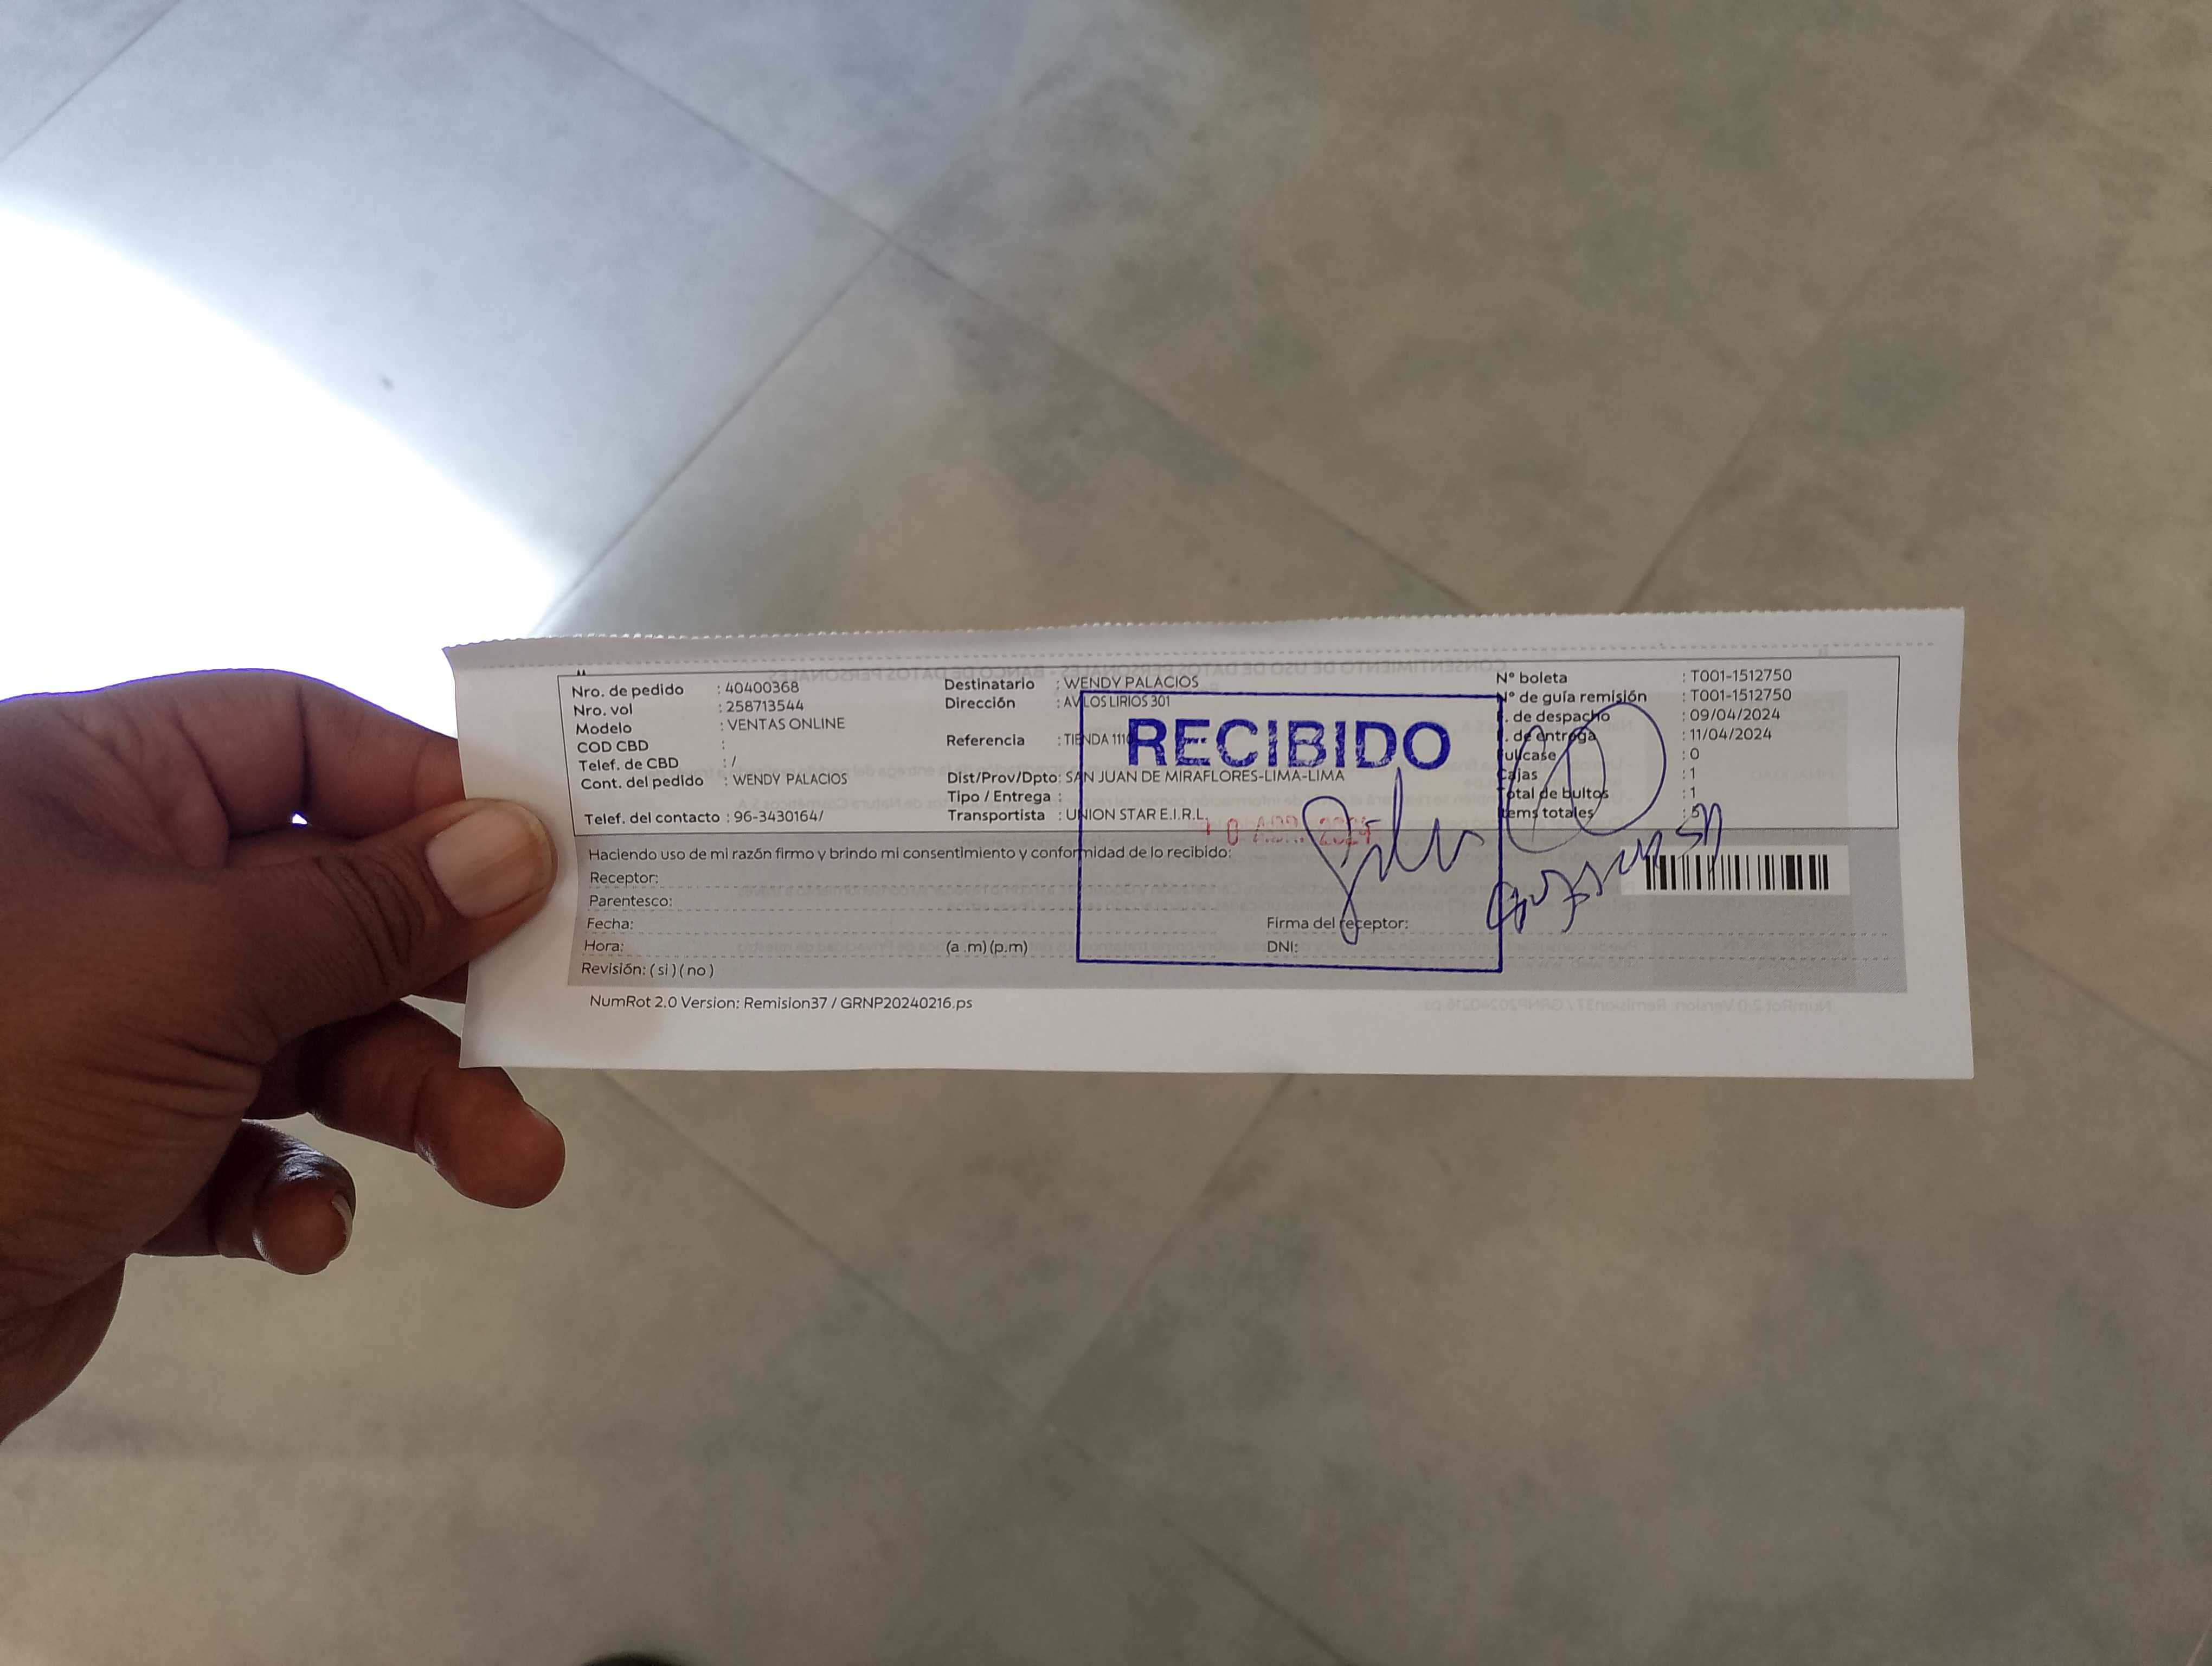 Nro. de pedido : 40400368
Nro. vol : 258713544
Modelo : VENTAS ONLINE
COD CBD :
Telef. de CBD : /
Cont. del pedido : WENDY PALACIOS
Telef. del contacto : 96-3430164/
Destinatario : WENDY PALACIOS
Dirección : AV LOS LIRIOS 301
Referencia : TIENDA 1110
Dist/Prov/Dpto: SAN JUAN DE MIRAFLORES-LIMA-LIMA
Tipo / Entrega :
Transportista : UNION STAR E.I.R.L.
N° boleta : T001-1512750
N° de guía remisión : T001-1512750
F. de despacho : 09/04/2024
F. de entrega : 11/04/2024
Fullcase : 0
Cajas : 1
Total de bultos : 1
Items totales : 5
RECIBIDO
Haciendo uso de mi razón firmo y brindo mi consentimiento y conformidad de lo recibido:
Receptor:
Parentesco:
Fecha:
Firma del receptor:
Hora: (a .m) (p.m)
DNI:
Revisión: ( si ) ( no )
NumRot 2.0 Version: Remision37 / GRNP20240216.ps